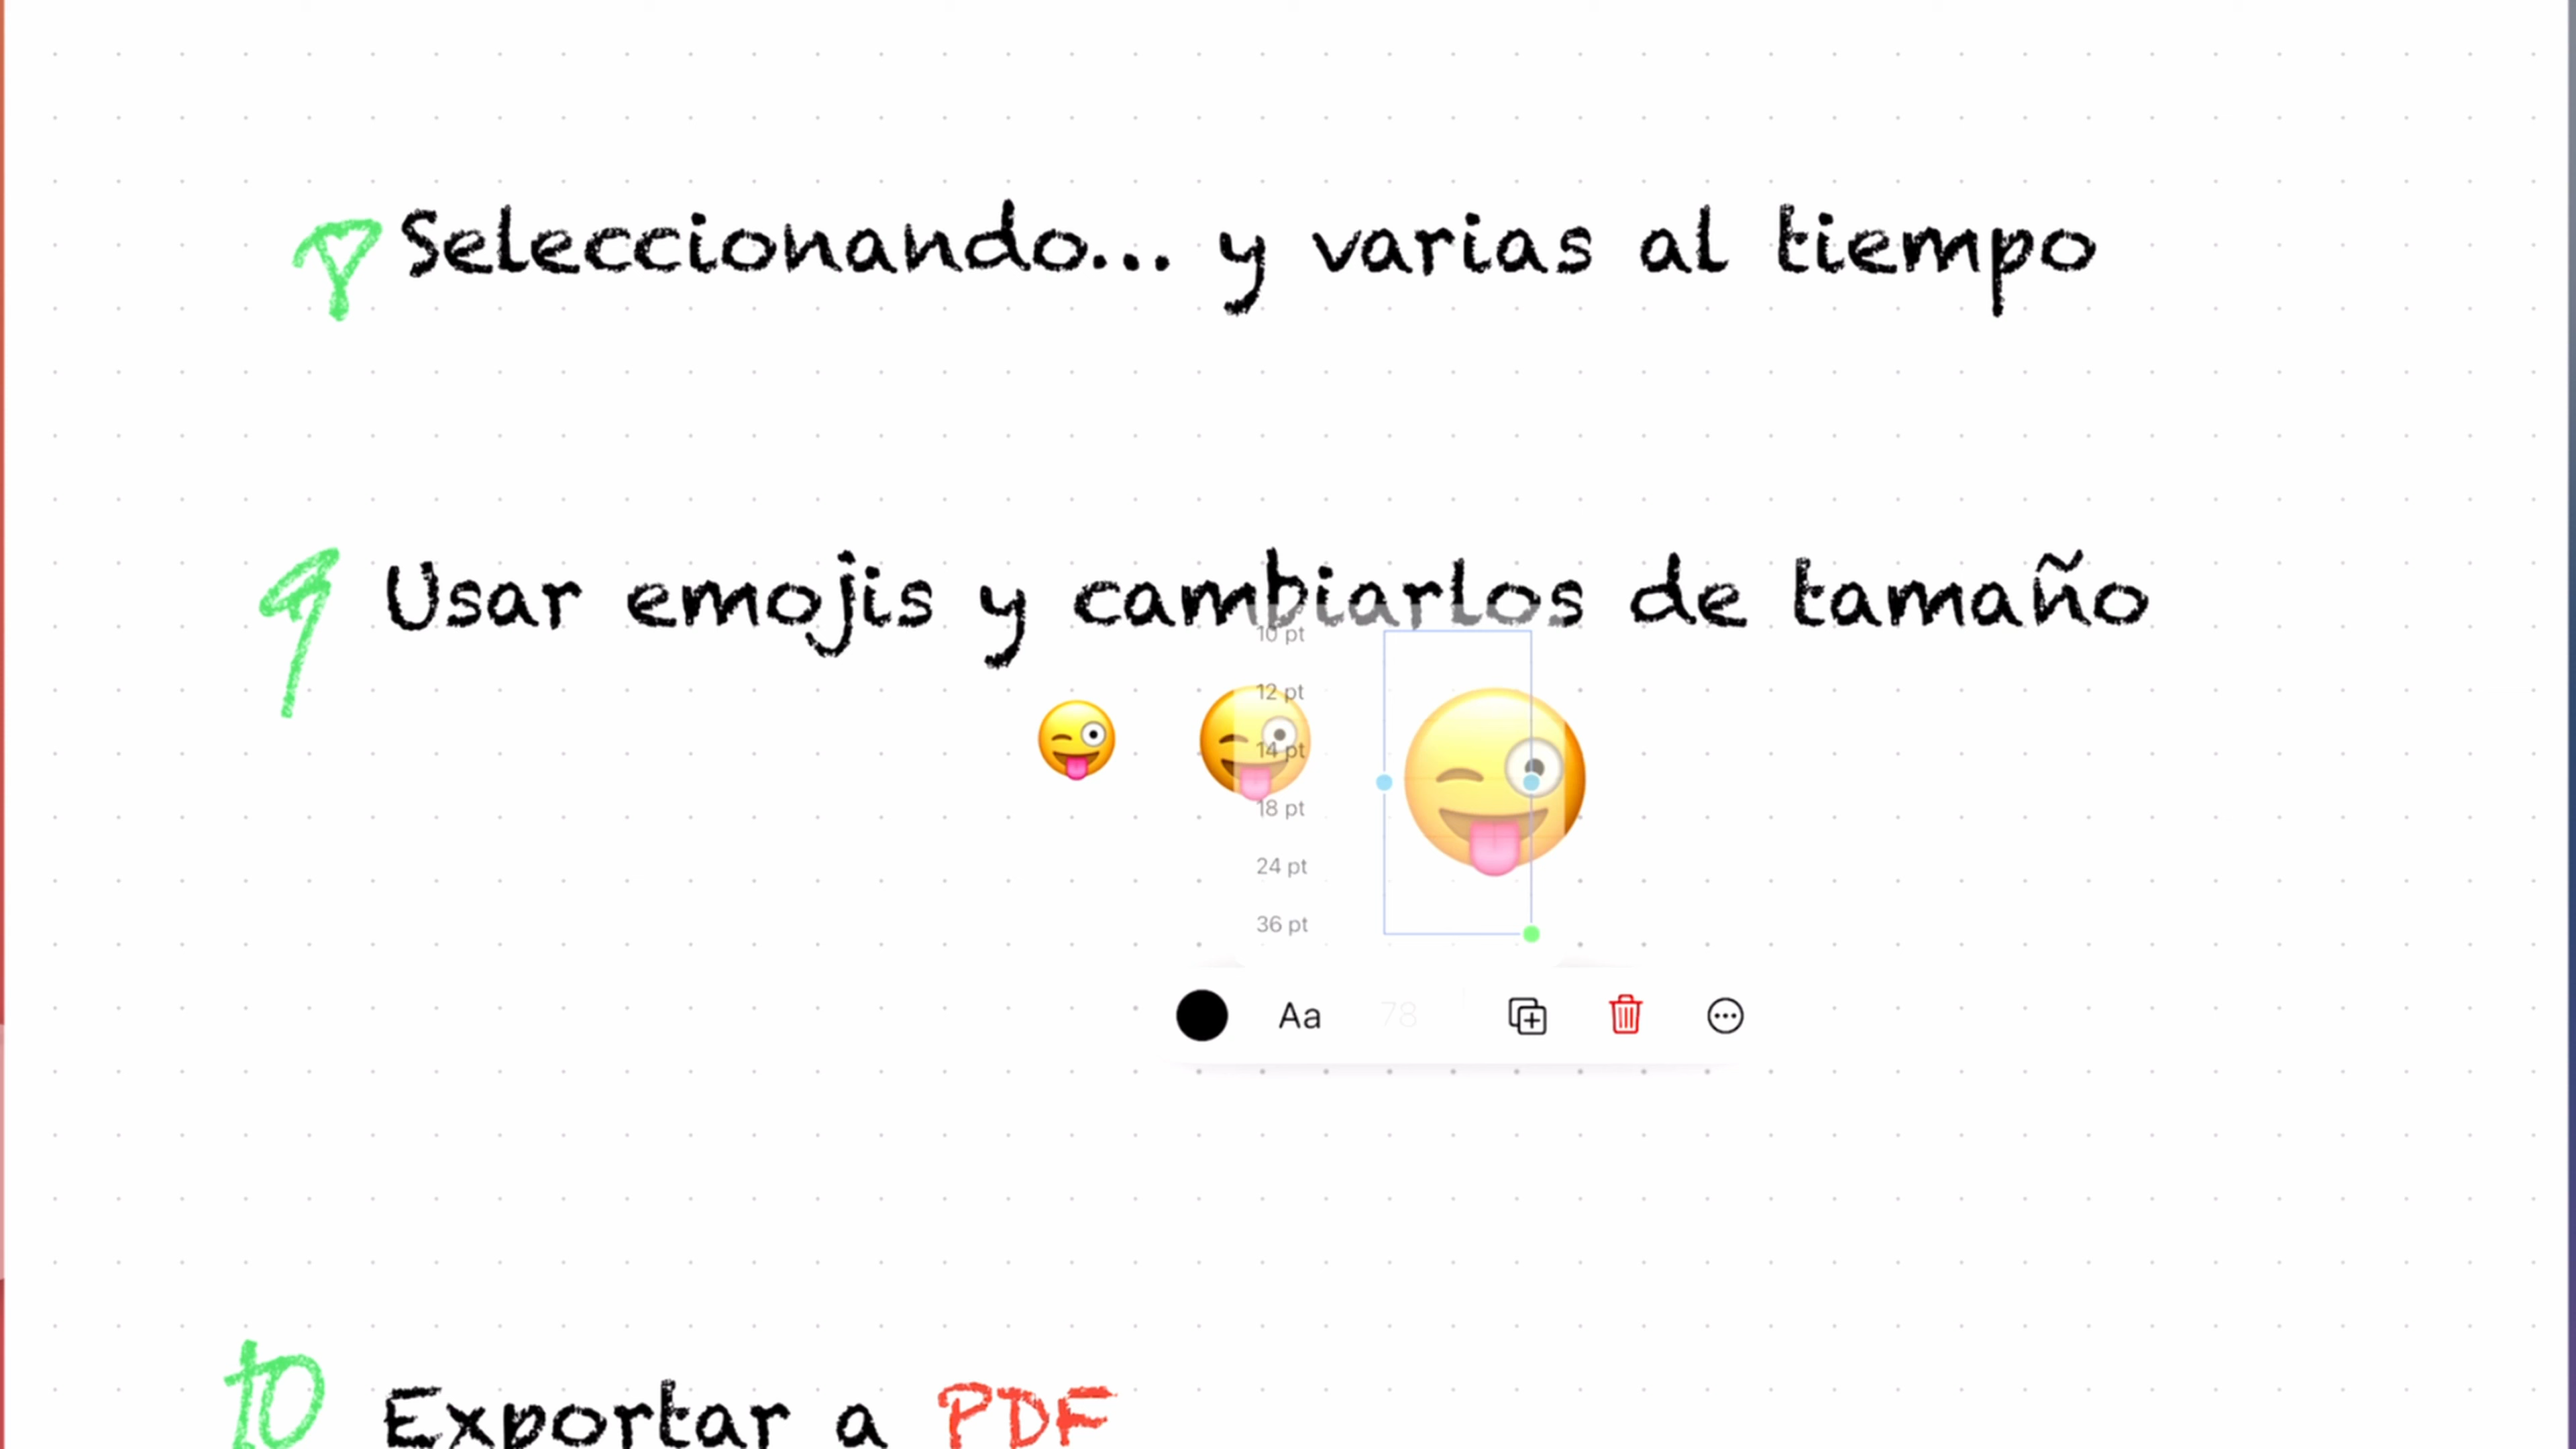 8 Seleccionando... y varias al tiempo
9 Usar emojis y cambiarlos de tamaño
10 pt
12 pt
14 pt
18 pt
24 pt
36 pt
Aa 78
10 Exportar a PDF